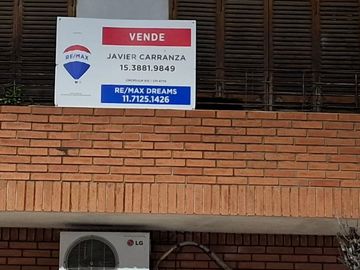 VENDE
RE/MAX
JAVIER CARRANZA
15.3881.9849
RE/MAX DREAMS
11.7125.1426
LG